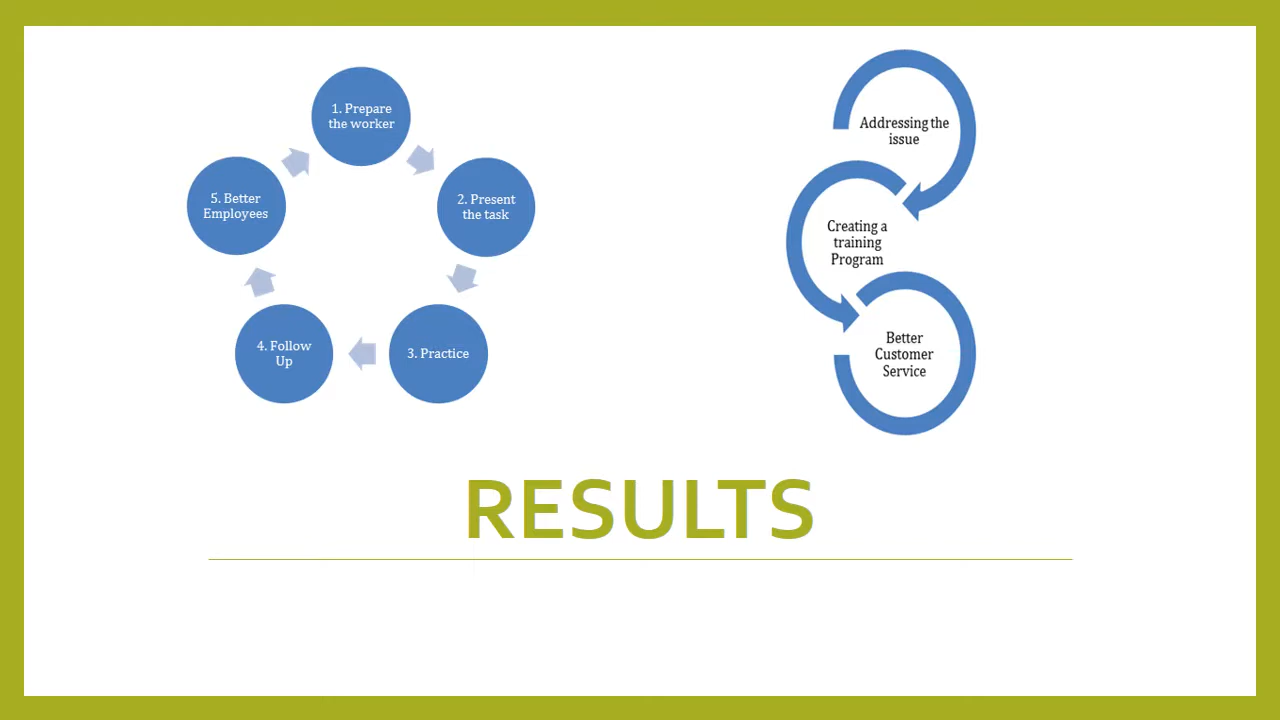 1. Prepare
the worker
2. Present
the task
3. Practice
4. Follow
Up
5. Better
Employees
Addressing the
issue
Creating a
training
Program
Better
Customer
Service
RESULTS